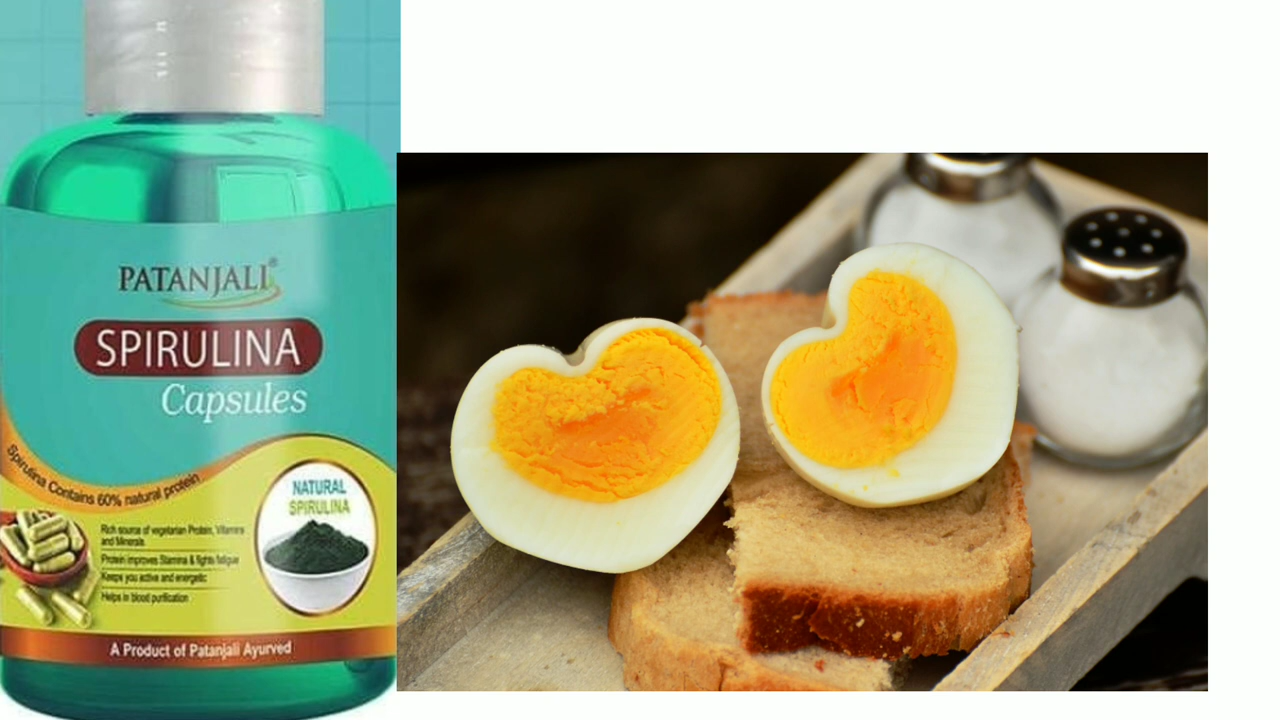 PATANJALI®
SPIRULINA
Capsules
Spirulina Contains 60% natural protein
NATURAL
SPIRULINA
Rich source of vegetarian Protein, Vitamins
and Minerals
Protein improves Stamina & fights fatigue
Keeps you active and energetic
Helps in blood purification
A Product of Patanjali Ayurved